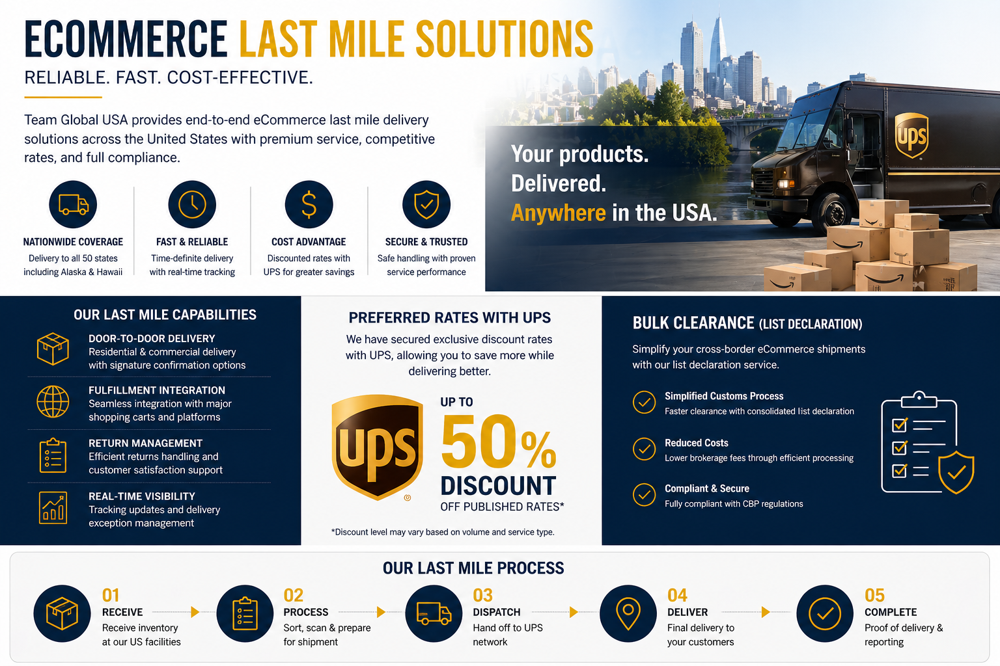 ECOMMERCE LAST MILE SOLUTIONS
RELIABLE. FAST. COST-EFFECTIVE.
Team Global USA provides end-to-end eCommerce last mile delivery
solutions across the United States with premium service, competitive
rates, and full compliance.
NATIONWIDE COVERAGE
Delivery to all 50 states
including Alaska & Hawaii
FAST & RELIABLE
Time-definite delivery
with real-time tracking
COST ADVANTAGE
Discounted rates with
UPS for greater savings
SECURE & TRUSTED
Safe handling with proven
service performance
Your products.
Delivered.
Anywhere in the USA.
ups
OUR LAST MILE CAPABILITIES
DOOR-TO-DOOR DELIVERY
Residential & commercial delivery
with signature confirmation options
FULFILLMENT INTEGRATION
Seamless integration with major
shopping carts and platforms
RETURN MANAGEMENT
Efficient returns handling and
customer satisfaction support
REAL-TIME VISIBILITY
Tracking updates and delivery
exception management
PREFERRED RATES WITH UPS
We have secured exclusive discount rates
with UPS, allowing you to save more while
delivering better.
ups
®
UP TO
50%
DISCOUNT
OFF PUBLISHED RATES*
*Discount level may vary based on volume and service type.
BULK CLEARANCE (LIST DECLARATION)
Simplify your cross-border eCommerce shipments
with our list declaration service.
Simplified Customs Process
Faster clearance with consolidated list declaration
Reduced Costs
Lower brokerage fees through efficient processing
Compliant & Secure
Fully compliant with CBP regulations
OUR LAST MILE PROCESS
01
RECEIVE
Receive inventory
at our US facilities
02
PROCESS
Sort, scan & prepare
for shipment
03
DISPATCH
Hand off to UPS
network
04
DELIVER
Final delivery to
your customers
05
COMPLETE
Proof of delivery &
reporting